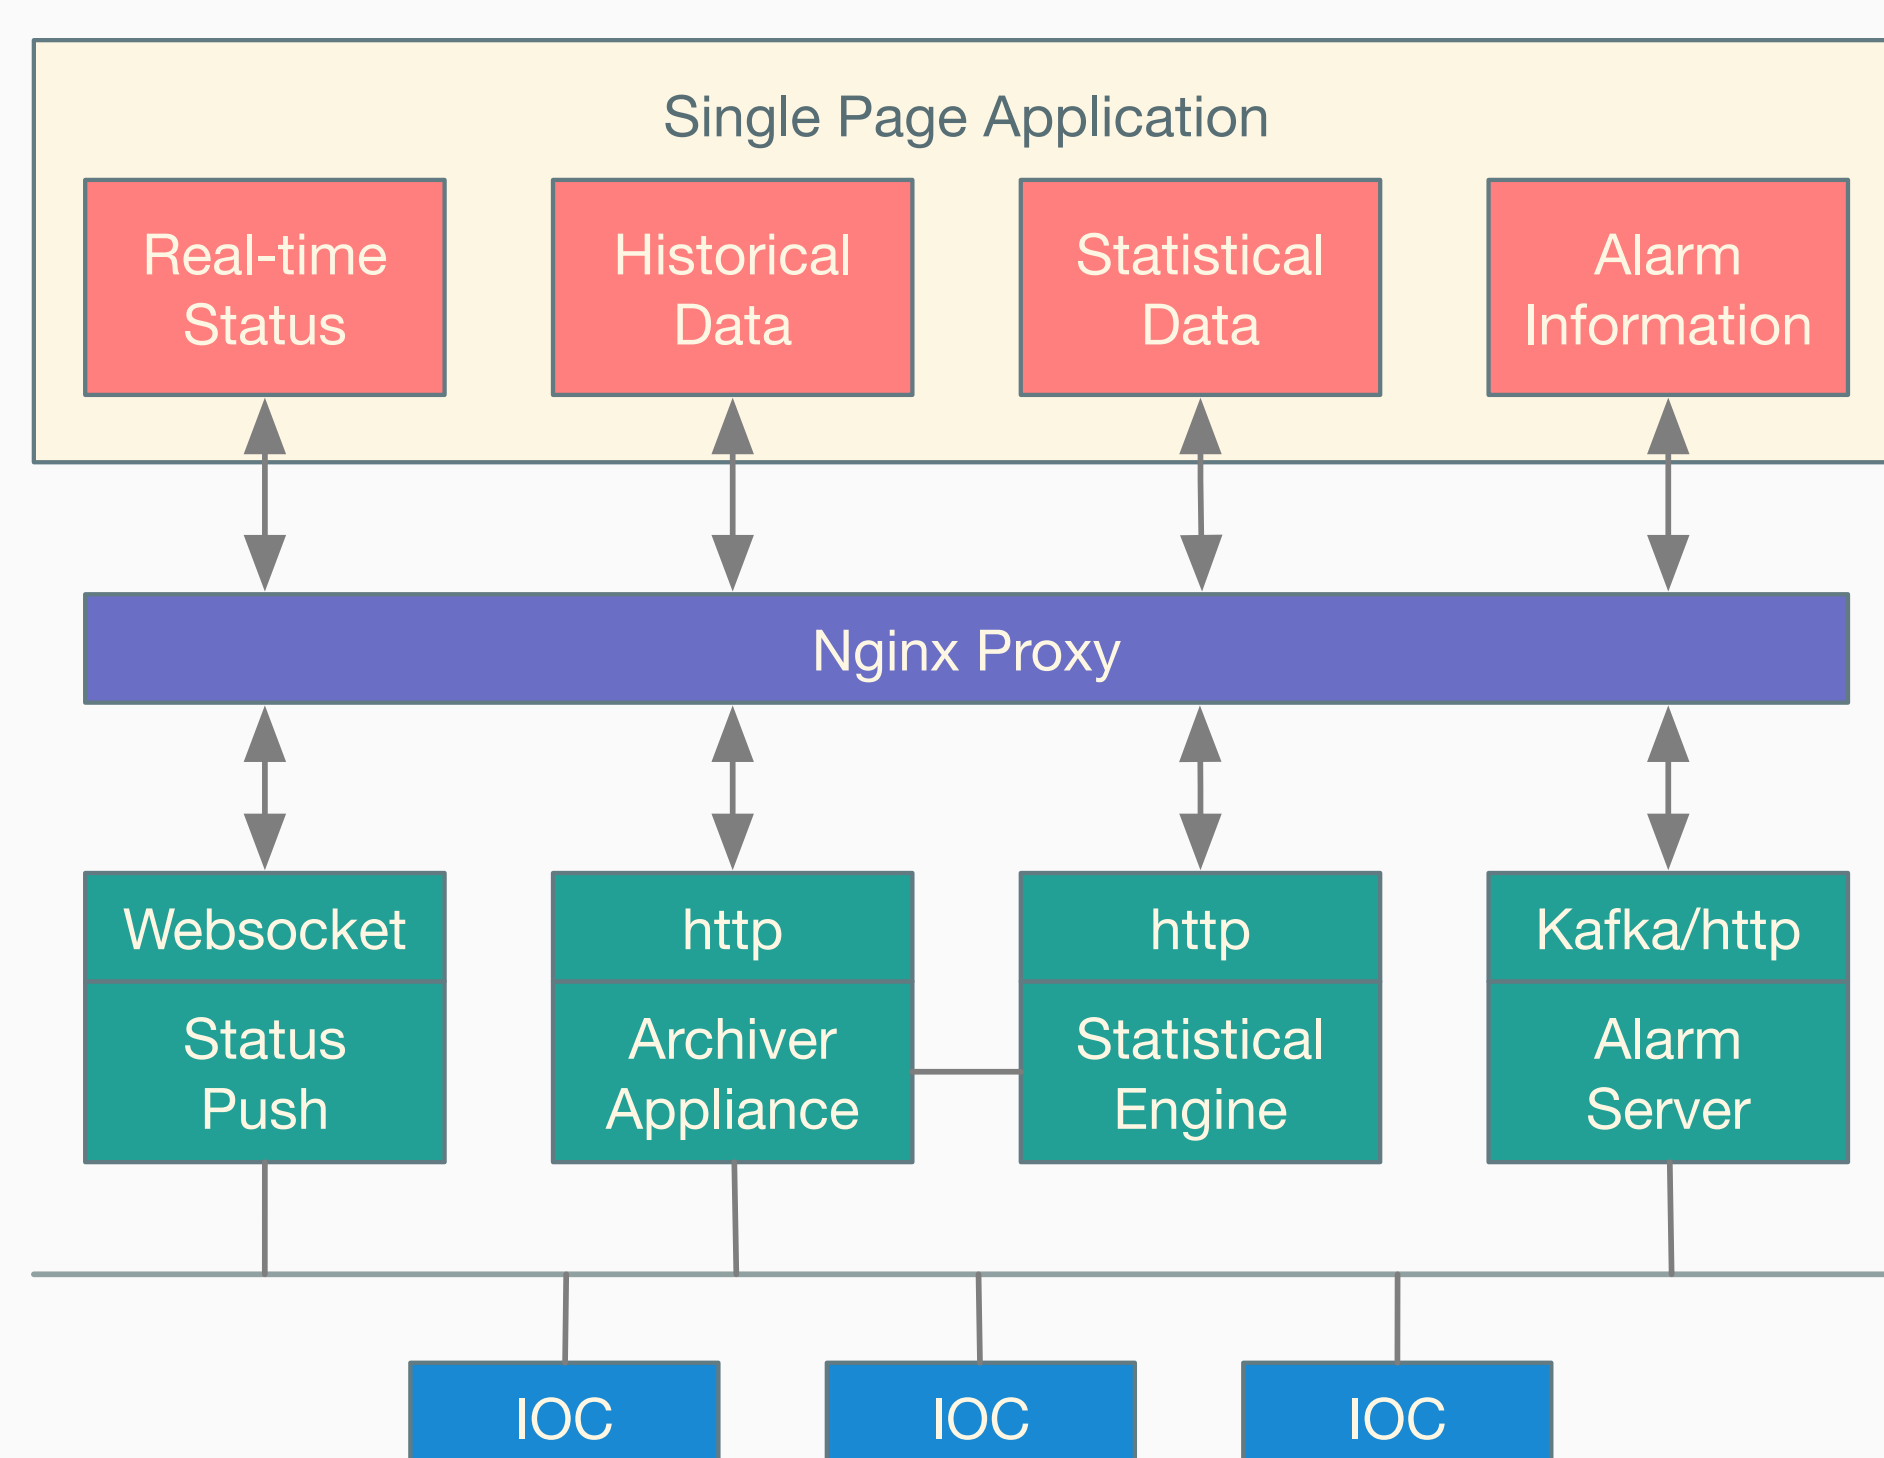 Single Page Application
Real-time
Status
Historical
Data
Statistical
Data
Alarm
Information
Nginx Proxy
Websocket
Status
Push
http
Archiver
Appliance
http
Statistical
Engine
Kafka/http
Alarm
Server
IOC
IOC
IOC